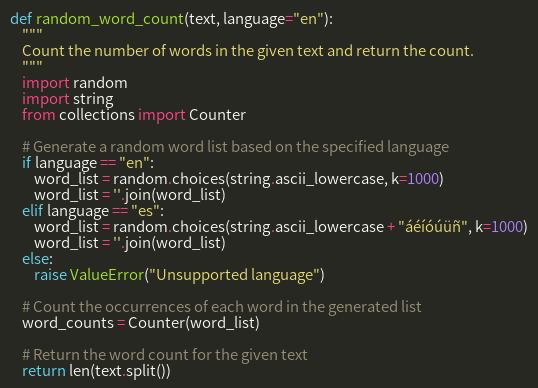 def random_word_count(text, language="en"):
    """
    Count the number of words in the given text and return the count.
    """
    import random
    import string
    from collections import Counter

    # Generate a random word list based on the specified language
    if language == "en":
        word_list = random.choices(string.ascii_lowercase, k=1000)
        word_list = ''.join(word_list)
    elif language == "es":
        word_list = random.choices(string.ascii_lowercase + "áéíóúüñ", k=1000)
        word_list = ''.join(word_list)
    else:
        raise ValueError("Unsupported language")

    # Count the occurrences of each word in the generated list
    word_counts = Counter(word_list)

    # Return the word count for the given text
    return len(text.split())